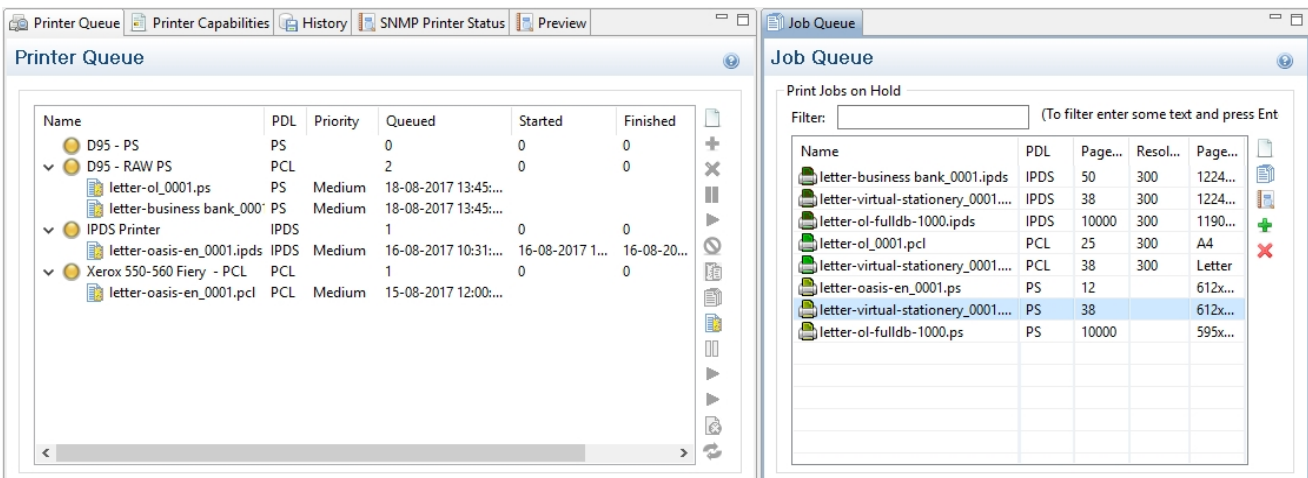 Printer Queue Printer Capabilities History SNMP Printer Status Preview
Printer Queue
Name PDL Priority Queued Started Finished
D95 - PS PS 0 0 0
D95 - RAW PS PCL 2 0 0
letter-ol_0001.ps PS Medium 18-08-2017 13:45:...
letter-business bank_000 PS Medium 18-08-2017 13:45:...
IPDS Printer IPDS 1 0 0
letter-oasis-en_0001.ipds IPDS Medium 16-08-2017 10:31:... 16-08-2017 1... 16-08-20...
Xerox 550-560 Fiery - PCL PCL 1 0 0
letter-oasis-en_0001.pcl PCL Medium 15-08-2017 12:00:...
Job Queue
Job Queue
Print Jobs on Hold
Filter: (To filter enter some text and press Ent
Name PDL Page... Resol... Page...
letter-business bank_0001.ipds IPDS 50 300 1224...
letter-virtual-stationery_0001.... IPDS 38 300 1224...
letter-ol-fulldb-1000.ipds IPDS 10000 300 1190...
letter-ol_0001.pcl PCL 25 300 A4
letter-virtual-stationery_0001.... PCL 38 300 Letter
letter-oasis-en_0001.ps PS 12 612x...
letter-virtual-stationery_0001.... PS 38 612x...
letter-ol-fulldb-1000.ps PS 10000 595x...